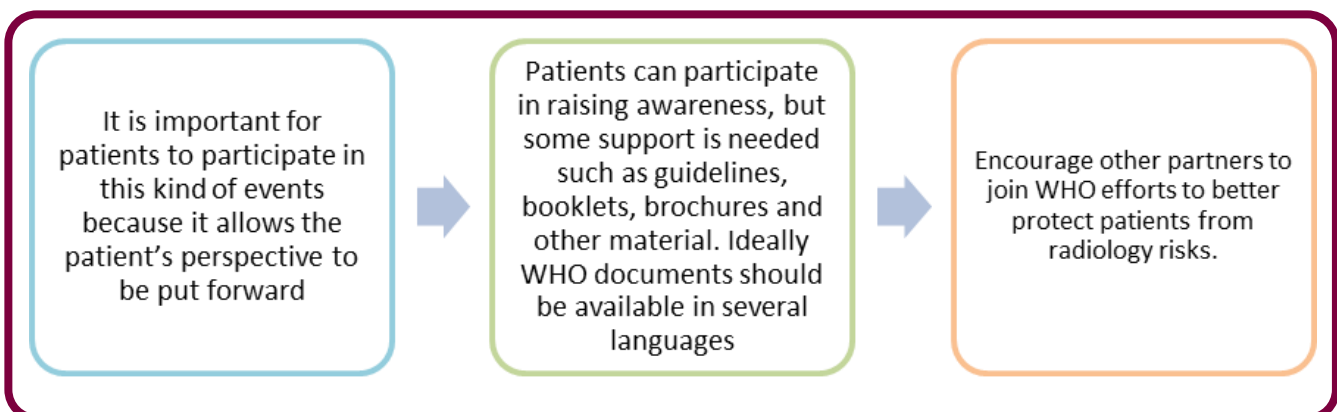 It is important for
patients to participate in
this kind of events
because it allows the
patient's perspective to
be put forward
Patients can participate
in raising awareness, but
some support is needed
such as guidelines,
booklets, brochures and
other material. Ideally
WHO documents should
be available in several
languages
Encourage other partners to
join WHO efforts to better
protect patients from
radiology risks.